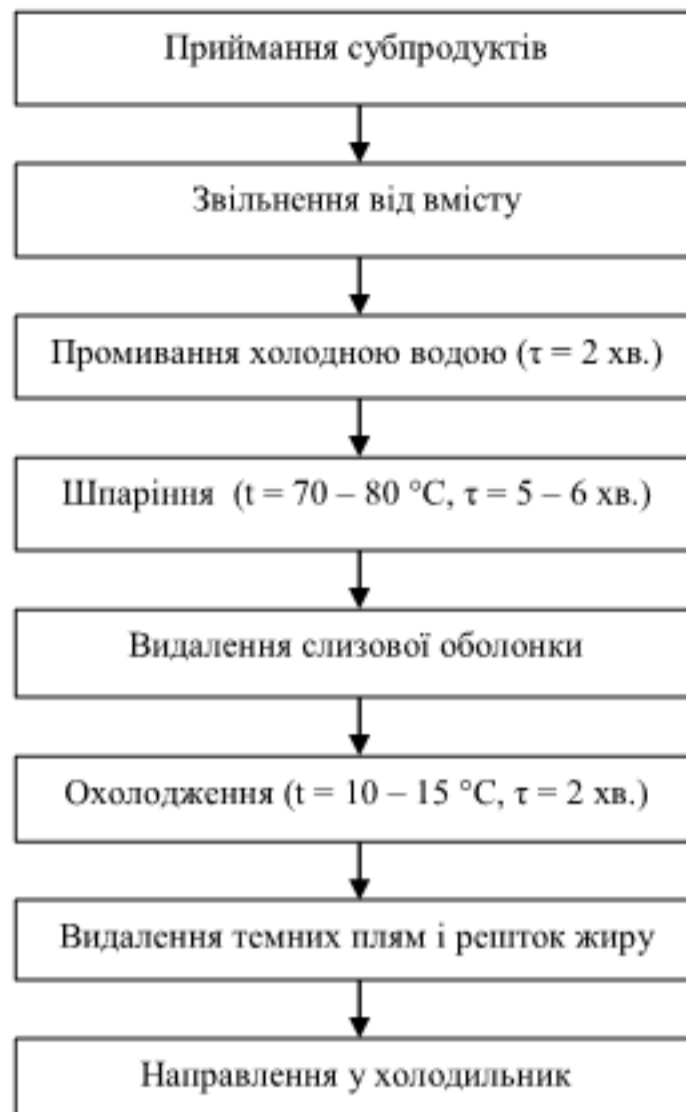 Приймання субпродуктів
Звільнення від вмісту
Промивання холодною водою (τ = 2 хв.)
Шпаріння (t = 70 – 80 °C, τ = 5 – 6 хв.)
Видалення слизової оболонки
Охолодження (t = 10 – 15 °C, τ = 2 хв.)
Видалення темних плям і решток жиру
Направлення у холодильник